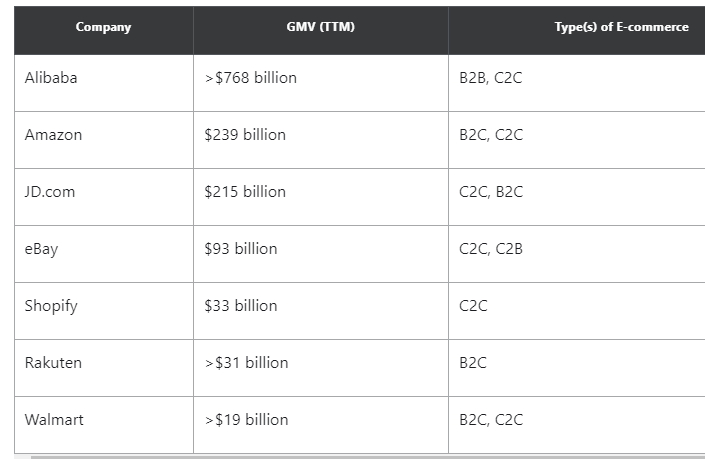 Company GMV (TTM) Type(s) of E-commerce
Alibaba >$768 billion B2B, C2C
Amazon $239 billion B2C, C2C
JD.com $215 billion C2C, B2C
eBay $93 billion C2C, C2B
Shopify $33 billion C2C
Rakuten >$31 billion B2C
Walmart >$19 billion B2C, C2C